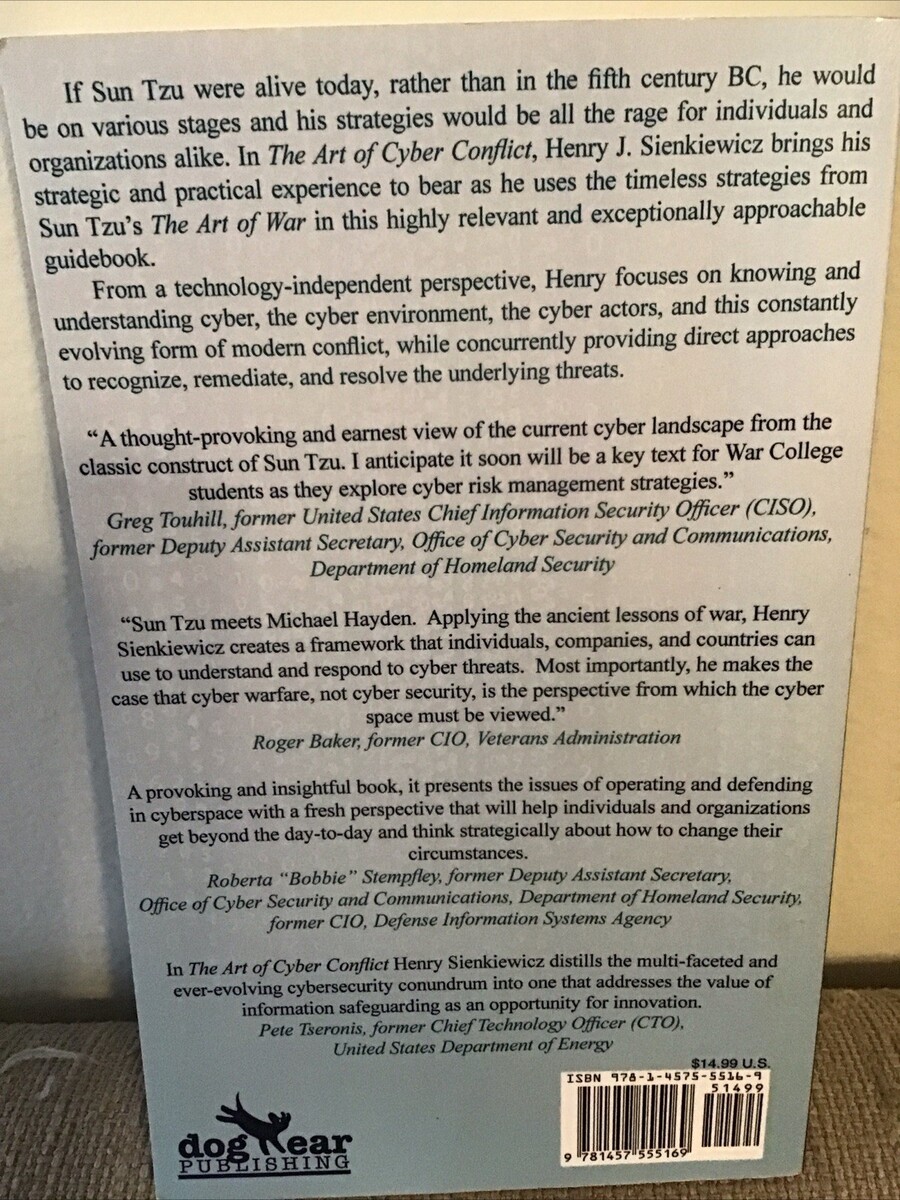 If Sun Tzu were alive today, rather than in the fifth century BC, he would
be on various stages and his strategies would be all the rage for individuals and
organizations alike. In The Art of Cyber Conflict, Henry J. Sienkiewicz brings his
strategic and practical experience to bear as he uses the timeless strategies from
Sun Tzu's The Art of War in this highly relevant and exceptionally approachable
guidebook.
From a technology-independent perspective, Henry focuses on knowing and
understanding cyber, the cyber environment, the cyber actors, and this constantly
evolving form of modern conflict, while concurrently providing direct approaches
to recognize, remediate, and resolve the underlying threats.
“A thought-provoking and earnest view of the current cyber landscape from the
classic construct of Sun Tzu. I anticipate it soon will be a key text for War College
students as they explore cyber risk management strategies.”
Greg Touhill, former United States Chief Information Security Officer (CISO),
former Deputy Assistant Secretary, Office of Cyber Security and Communications,
Department of Homeland Security
“Sun Tzu meets Michael Hayden. Applying the ancient lessons of war, Henry
Sienkiewicz creates a framework that individuals, companies, and countries can
use to understand and respond to cyber threats. Most importantly, he makes the
case that cyber warfare, not cyber security, is the perspective from which the cyber
space must be viewed.”
Roger Baker, former CIO, Veterans Administration
A provoking and insightful book, it presents the issues of operating and defending
in cyberspace with a fresh perspective that will help individuals and organizations
get beyond the day-to-day and think strategically about how to change their
circumstances.
Roberta “Bobbie” Stempfley, former Deputy Assistant Secretary,
Office of Cyber Security and Communications, Department of Homeland Security,
former CIO, Defense Information Systems Agency
In The Art of Cyber Conflict Henry Sienkiewicz distills the multi-faceted and
ever-evolving cybersecurity conundrum into one that addresses the value of
information safeguarding as an opportunity for innovation.
Pete Tseronis, former Chief Technology Officer (CTO),
United States Department of Energy
$14.99 U.S.
ISBN 978-1-4575-5516-9
51499
9 781457 555169
dog ear
PUBLISHING